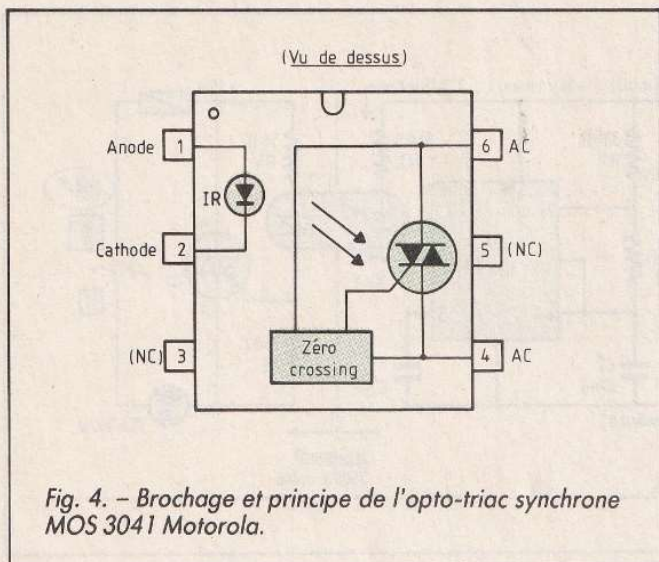 (Vu de dessus)
Anode 1
6 AC
IR
Cathode 2
5 (NC)
(NC) 3
Zéro
crossing
4 AC
Fig. 4. – Brochage et principe de l'opto-triac synchrone
MOS 3041 Motorola.